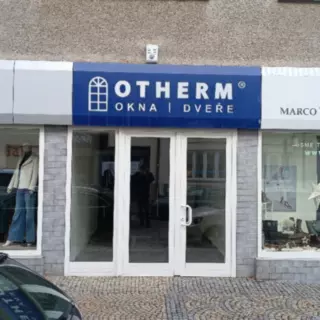 OTHERM®
OKNA | DVEŘE
MARCO